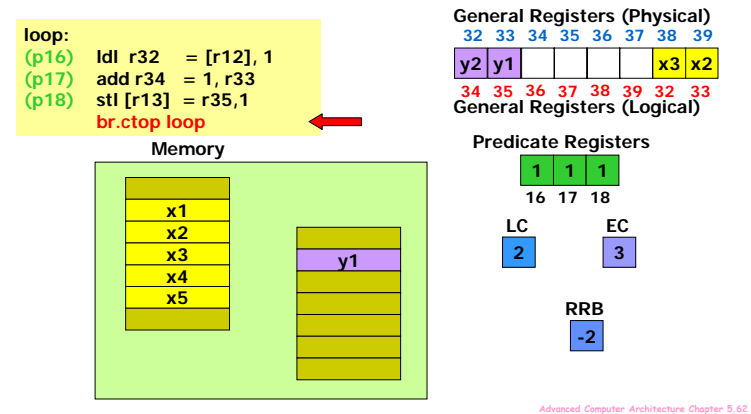 loop:
(p16) ldl r32 = [r12], 1
(p17) add r34 = 1, r33
(p18) stl [r13] = r35,1
br.ctop loop
General Registers (Physical)
32 33 34 35 36 37 38 39
y2 y1 x3 x2
34 35 36 37 38 39 32 33
General Registers (Logical)
Memory
x1
x2
x3
x4
x5
y1
Predicate Registers
1 1 1
16 17 18
LC EC
2 3
RRB
-2
Advanced Computer Architecture Chapter 5.62